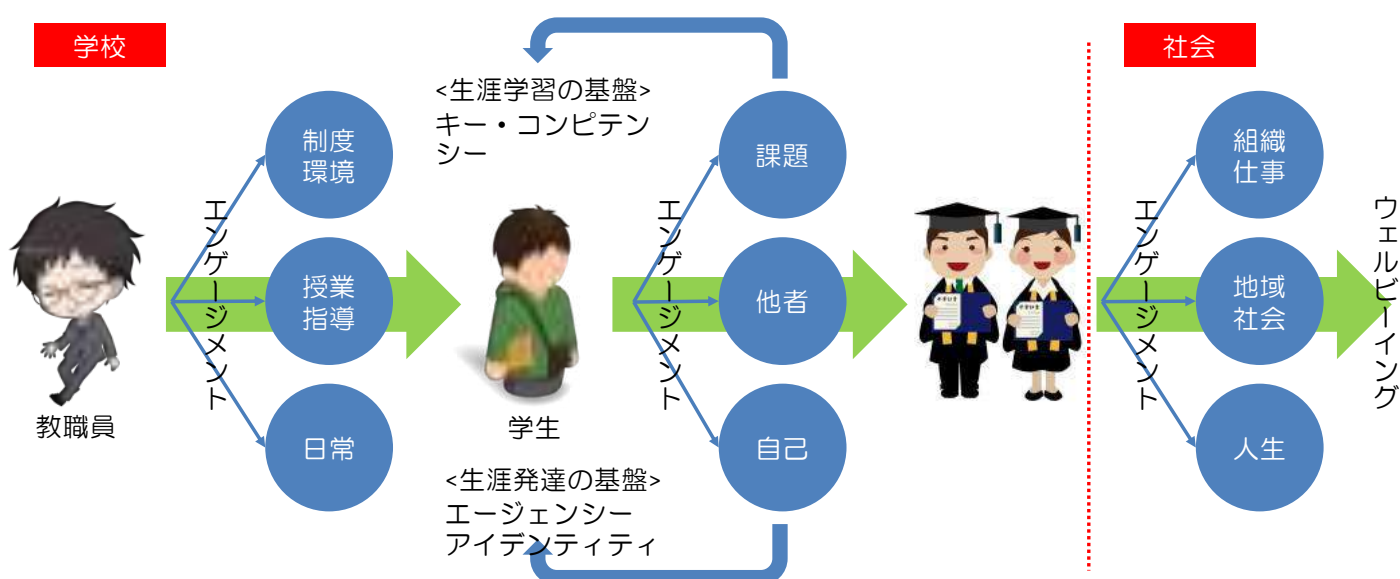 学校
社会
<生涯学習の基盤>
キー・コンピテン
シー
制度
環境
エンゲージメント
授業
指導
日常
教職員
学生
<生涯発達の基盤>
エージェンシー
アイデンティティ
エンゲージメント
課題
他者
自己
エンゲージメント
組織
仕事
地域
社会
人生
ウェルビーイング